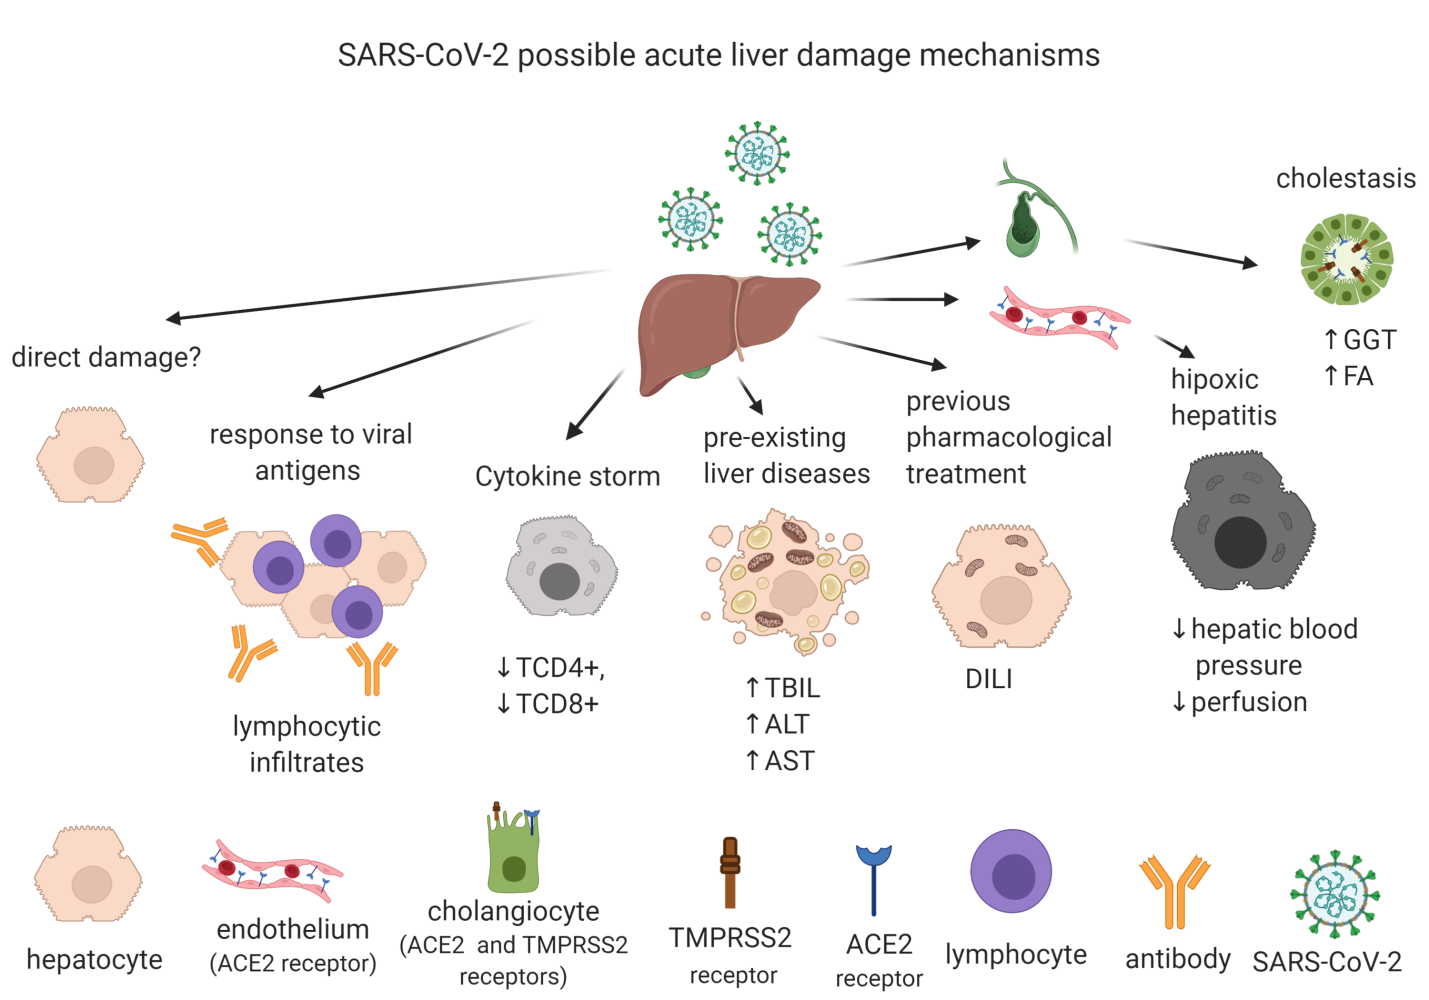 SARS-CoV-2 possible acute liver damage mechanisms
direct damage?
response to viral
antigens
lymphocytic
infiltrates
Cytokine storm
↓TCD4+,
↓TCD8+
pre-existing
liver diseases
↑TBIL
↑ALT
↑AST
previous
pharmacological
treatment
DILI
hipoxic
hepatitis
↓hepatic blood
pressure
↓perfusion
cholestasis
↑GGT
↑FA
hepatocyte
endothelium
(ACE2 receptor)
cholangiocyte
(ACE2 and TMPRSS2
receptors)
TMPRSS2
receptor
ACE2
receptor
lymphocyte
antibody
SARS-CoV-2